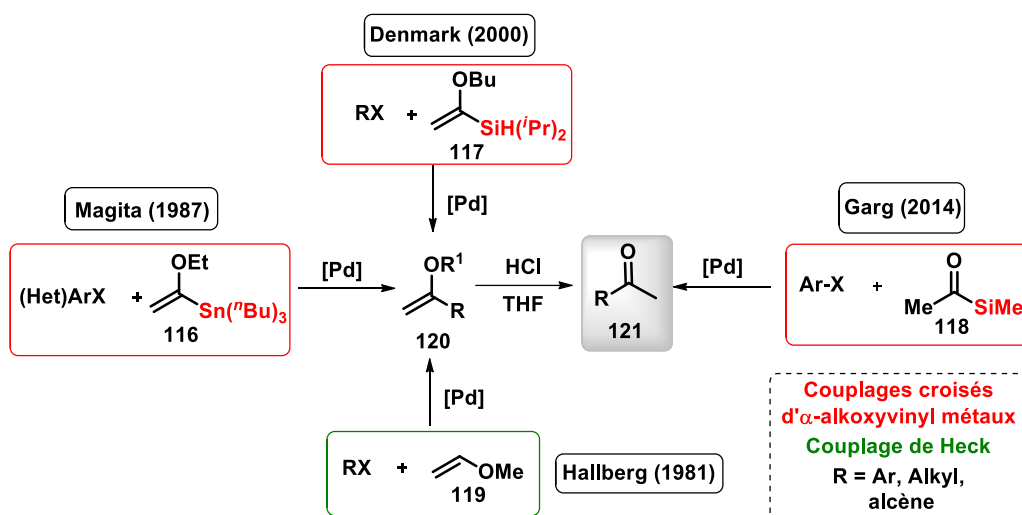 Denmark (2000)
OBu
RX + SiH(ⁱPr)₂
117
[Pd]
Magita (1987)
OEt
(Het)ArX + Sn(ⁿBu)₃
116
[Pd]
OR¹
R
120
HCl
THF
O
R
121
[Pd]
Garg (2014)
O
Ar-X + Me SiMe
118
[Pd]
RX + OMe
119
Hallberg (1981)
Couplages croisés
d'α-alkoxyvinyl métaux
Couplage de Heck
R = Ar, Alkyl,
alcène